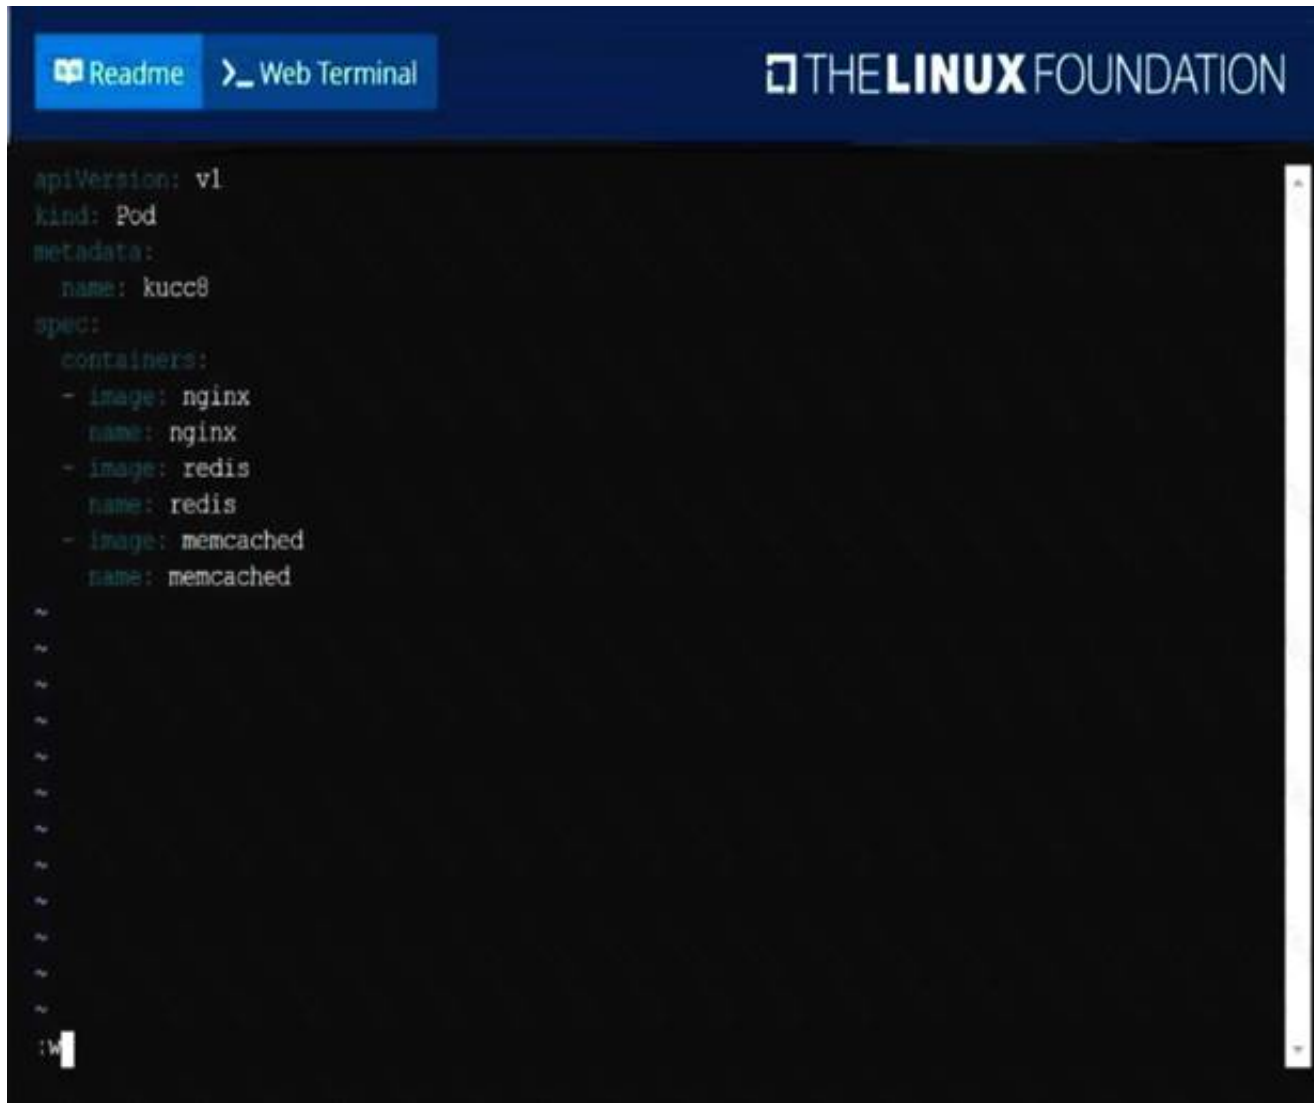 Readme
Web Terminal
THE LINUX FOUNDATION
apiVersion: v1
kind: Pod
metadata:
  name: kucc8
spec:
  containers:
  - image: nginx
    name: nginx
  - image: redis
    name: redis
  - image: memcached
    name: memcached
~
~
~
~
~
~
~
~
~
~
~
~
:w